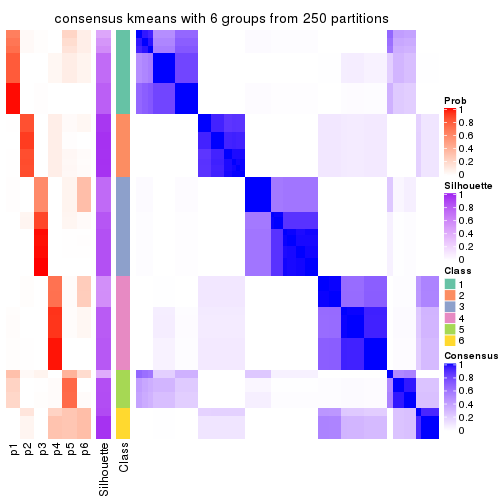 consensus kmeans with 6 groups from 250 partitions
Prob
1
0.8
0.6
0.4
0.2
0
Silhouette
1
0.8
0.6
0.4
0.2
0
Class
1
2
3
4
5
6
Consensus
1
0.8
0.6
0.4
0.2
0
p1
p2
p3
p4
p5
p6
Silhouette
Class